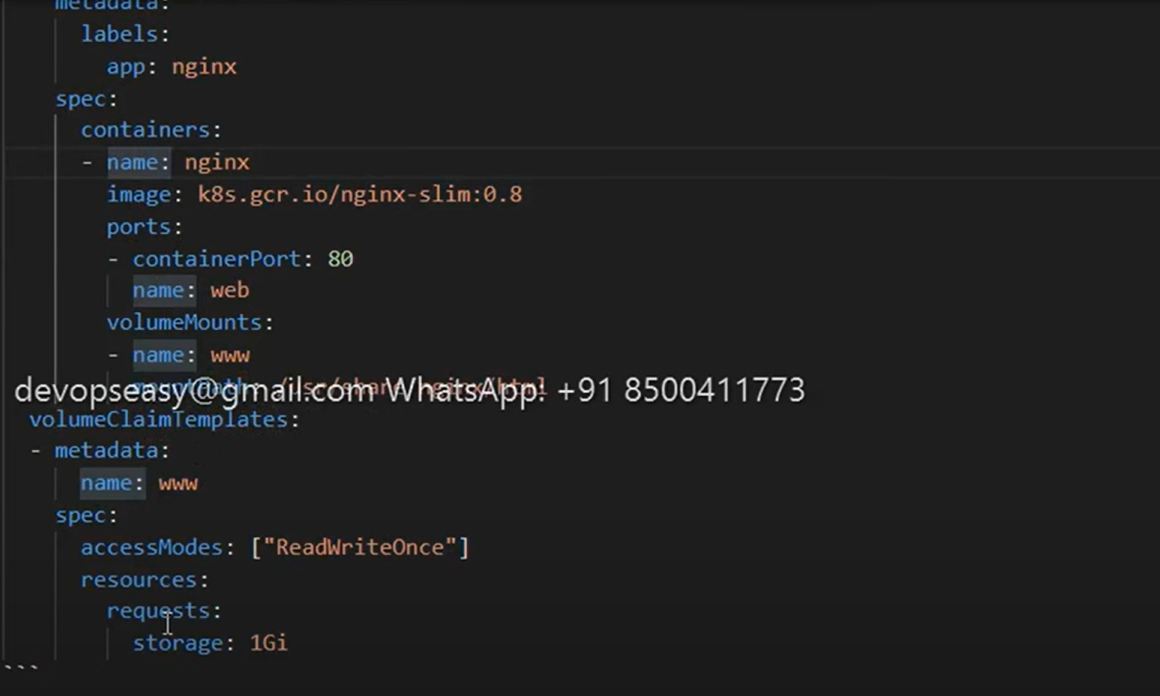 metadata:
labels:
app: nginx
spec:
containers:
- name: nginx
image: k8s.gcr.io/nginx-slim:0.8
ports:
- containerPort: 80
name: web
volumeMounts:
- name: www
mountPath: /usr/share/nginx/html
devopseasy@gmail.com WhatsApp: +91 8500411773
volumeClaimTemplates:
- metadata:
name: www
spec:
accessModes: ["ReadWriteOnce"]
resources:
requests:
storage: 1Gi
```